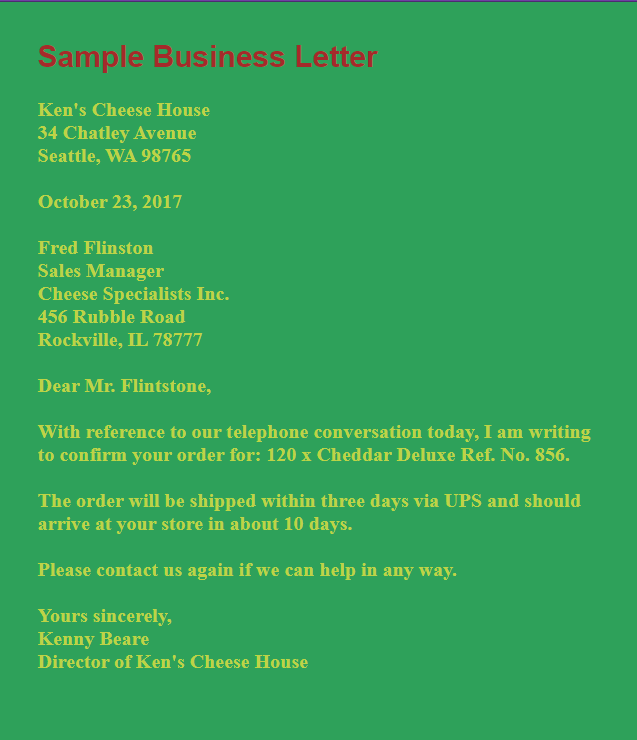 Sample Business Letter
Ken's Cheese House
34 Chatley Avenue
Seattle, WA 98765
October 23, 2017
Fred Flinston
Sales Manager
Cheese Specialists Inc.
456 Rubble Road
Rockville, IL 78777
Dear Mr. Flintstone,
With reference to our telephone conversation today, I am writing
to confirm your order for: 120 x Cheddar Deluxe Ref. No. 856.
The order will be shipped within three days via UPS and should
arrive at your store in about 10 days.
Please contact us again if we can help in any way.
Yours sincerely,
Kenny Beare
Director of Ken's Cheese House